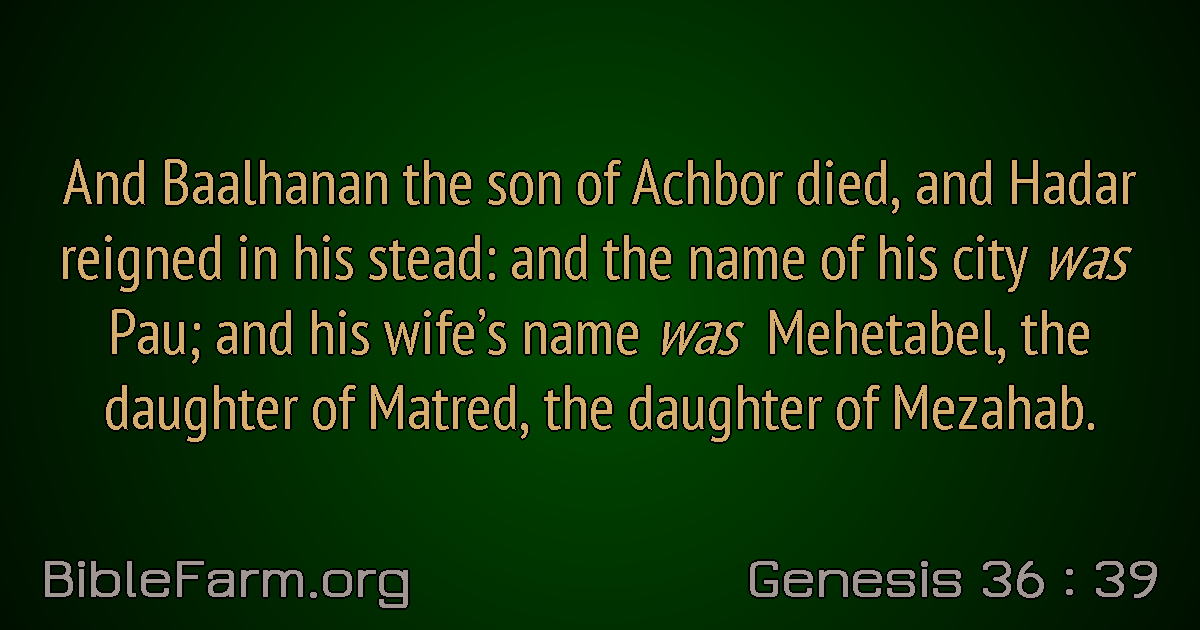 And Baalhanan the son of Achbor died, and Hadar
reigned in his stead: and the name of his city was
Pau; and his wife’s name was Mehetabel, the
daughter of Matred, the daughter of Mezahab.
BibleFarm.org
Genesis 36 : 39